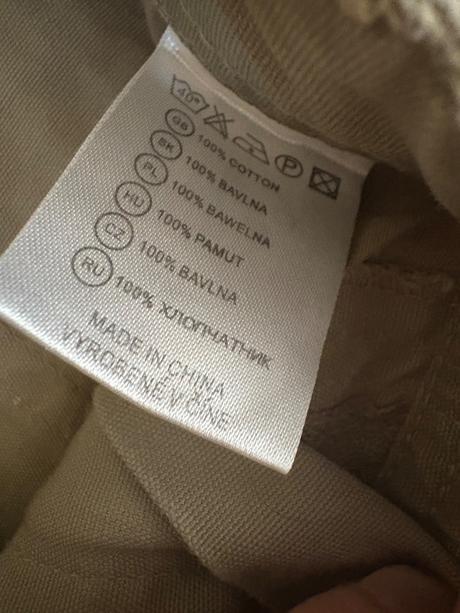 40°
P
GB 100% COTTON
SK 100% BAVLNA
PL 100% BAWELNA
HU 100% PAMUT
CZ 100% BAVLNA
RU 100% ХЛОПЧАТНИК
MADE IN CHINA
VYROBENÉ V ČÍNE